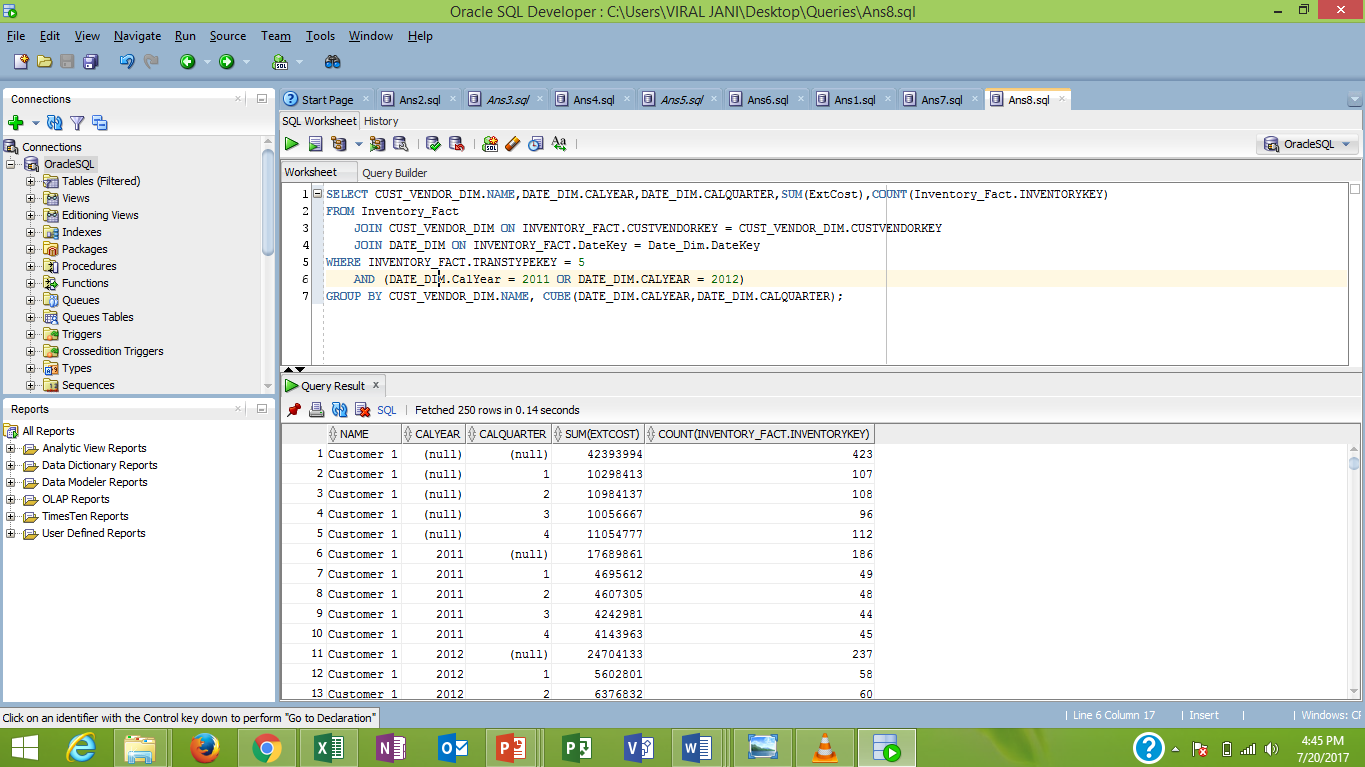 Oracle SQL Developer : C:\Users\VIRAL JANI\Desktop\Queries\Ans8.sql
File Edit View Navigate Run Source Team Tools Window Help
Connections
Connections
OracleSQL
Tables (Filtered)
Views
Editioning Views
Indexes
Packages
Procedures
Functions
Queues
Queues Tables
Triggers
Crossedition Triggers
Types
Sequences
Reports
All Reports
Analytic View Reports
Data Dictionary Reports
Data Modeler Reports
OLAP Reports
TimesTen Reports
User Defined Reports
Start Page Ans2.sql Ans3.sql Ans4.sql Ans5.sql Ans6.sql Ans1.sql Ans7.sql Ans8.sql
SQL Worksheet History
OracleSQL
Worksheet Query Builder
1 SELECT CUST_VENDOR_DIM.NAME,DATE_DIM.CALYEAR,DATE_DIM.CALQUARTER,SUM(ExtCost),COUNT(Inventory_Fact.INVENTORYKEY)
2 FROM Inventory_Fact
3 JOIN CUST_VENDOR_DIM ON INVENTORY_FACT.CUSTVENDORKEY = CUST_VENDOR_DIM.CUSTVENDORKEY
4 JOIN DATE_DIM ON INVENTORY_FACT.DateKey = Date_Dim.DateKey
5 WHERE INVENTORY_FACT.TRANSTYPEKEY = 5
6 AND (DATE_DIM.CalYear = 2011 OR DATE_DIM.CALYEAR = 2012)
7 GROUP BY CUST_VENDOR_DIM.NAME, CUBE(DATE_DIM.CALYEAR,DATE_DIM.CALQUARTER);
Query Result
SQL Fetched 250 rows in 0.14 seconds
NAME CALYEAR CALQUARTER SUM(EXTCOST) COUNT(INVENTORY_FACT.INVENTORYKEY)
1 Customer 1 (null) (null) 42393994 423
2 Customer 1 (null) 1 10298413 107
3 Customer 1 (null) 2 10984137 108
4 Customer 1 (null) 3 10056667 96
5 Customer 1 (null) 4 11054777 112
6 Customer 1 2011 (null) 17689861 186
7 Customer 1 2011 1 4695612 49
8 Customer 1 2011 2 4607305 48
9 Customer 1 2011 3 4242981 44
10 Customer 1 2011 4 4143963 45
11 Customer 1 2012 (null) 24704133 237
12 Customer 1 2012 1 5602801 58
13 Customer 1 2012 2 6376832 60
Click on an identifier with the Control key down to perform "Go to Declaration"
Line 6 Column 17 Insert Windows: CF
4:45 PM
7/20/2017